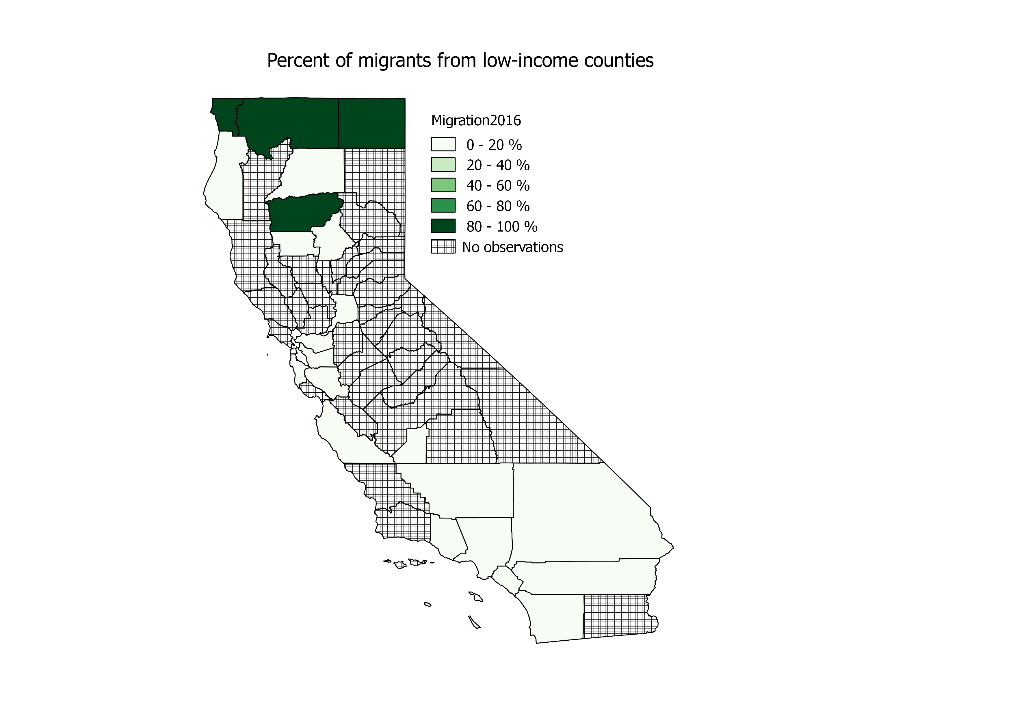 Percent of migrants from low-income counties
Migration2016
0 - 20 %
20 - 40 %
40 - 60 %
60 - 80 %
80 - 100 %
No observations